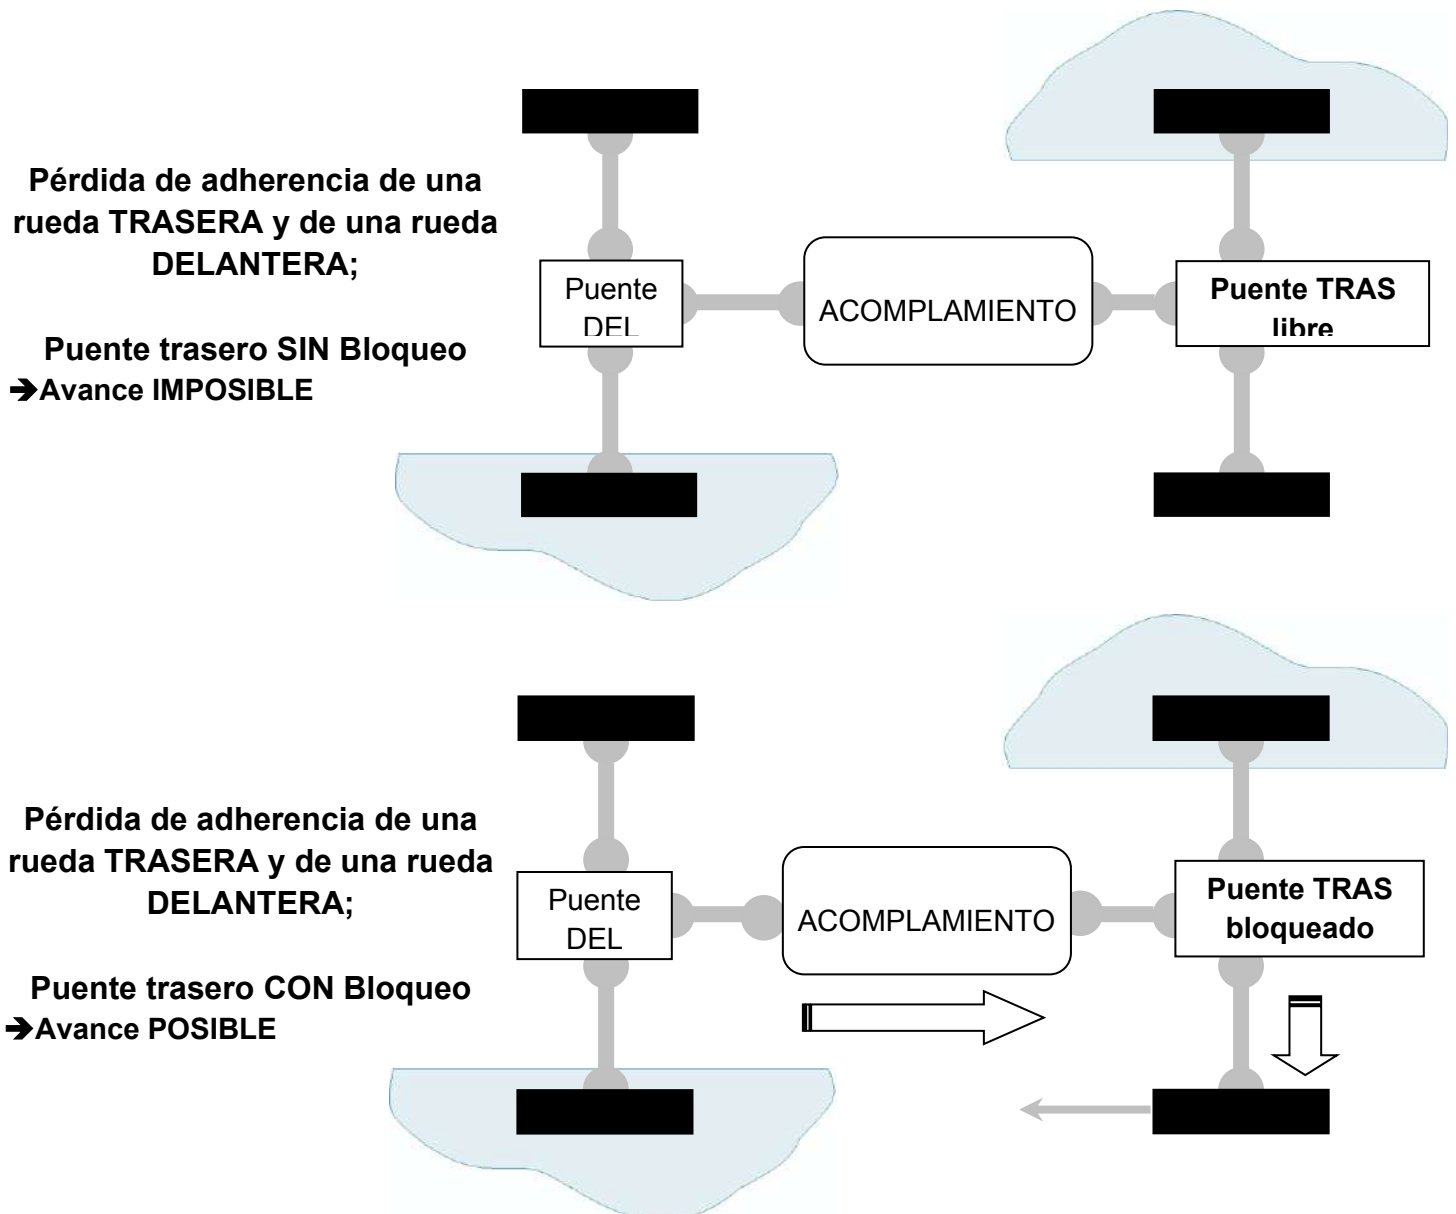 Pérdida de adherencia de una
rueda TRASERA y de una rueda
DELANTERA;
Puente trasero SIN Bloqueo
➔Avance IMPOSIBLE
Puente
DEL
ACOMPLAMIENTO
Puente TRAS
libre
Pérdida de adherencia de una
rueda TRASERA y de una rueda
DELANTERA;
Puente trasero CON Bloqueo
➔Avance POSIBLE
Puente
DEL
ACOMPLAMIENTO
Puente TRAS
bloqueado